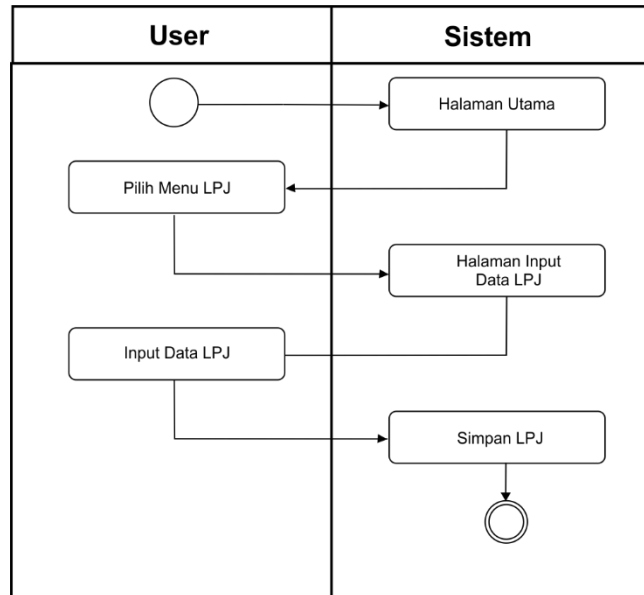 User
Sistem
Halaman Utama
Pilih Menu LPJ
Halaman Input
Data LPJ
Input Data LPJ
Simpan LPJ